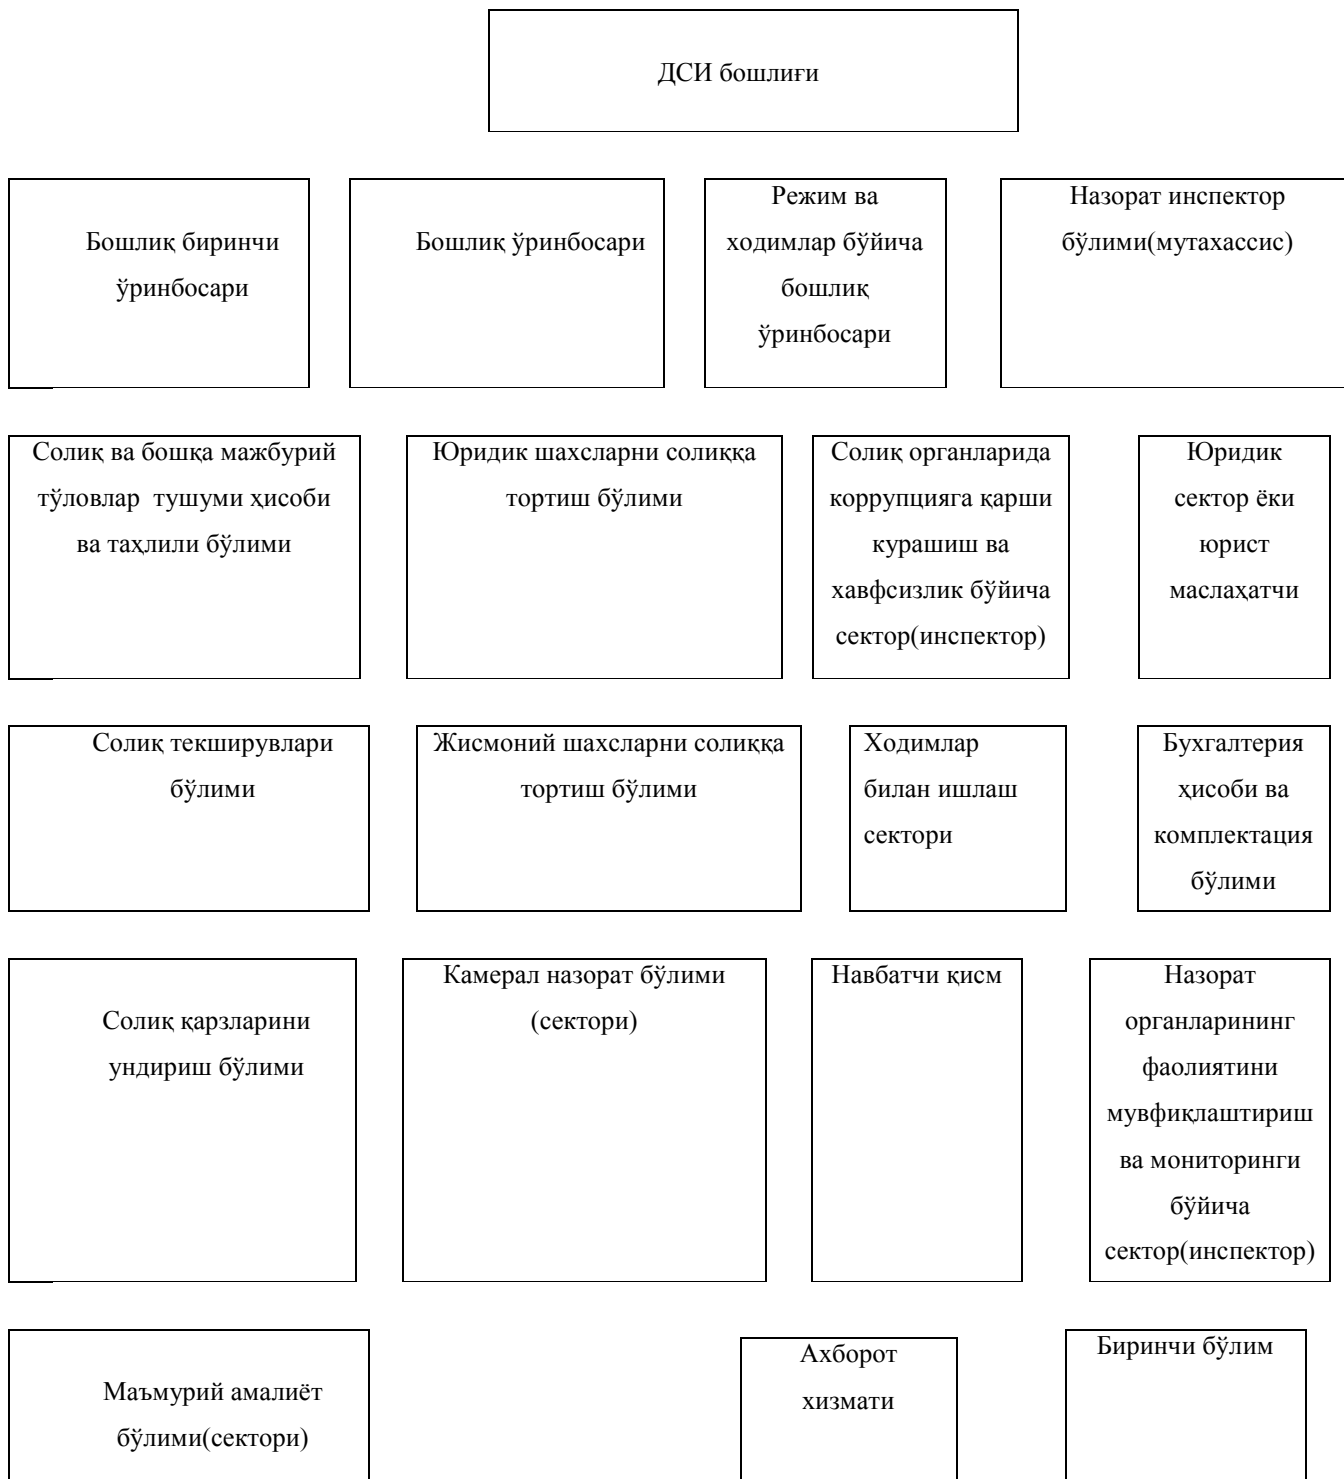 ДСИ бошлиғи
Бошлиқ биринчи
ўринбосари
Бошлиқ ўринбосари
Режим ва
ходимлар бўйича
бошлиқ
ўринбосари
Назорат инспектор
бўлими(мутахассис)
Солиқ ва бошқа мажбурий
тўловлар тушуми ҳисоби
ва таҳлили бўлими
Юридик шахсларни солиққа
тортиш бўлими
Солиқ органларида
коррупцияга қарши
курашиш ва
хавфсизлик бўйича
сектор(инспектор)
Юридик
сектор ёки
юрист
маслаҳатчи
Солиқ текширувлари
бўлими
Жисмоний шахсларни солиққа
тортиш бўлими
Ходимлар
билан ишлаш
сектори
Бухгалтерия
ҳисоби ва
комплектация
бўлими
Солиқ қарзларини
ундириш бўлими
Камерал назорат бўлими
(сектори)
Навбатчи қисм
Назорат
органларининг
фаолиятини
мувфиқлаштириш
ва мониторинги
бўйича
сектор(инспектор)
Маъмурий амалиёт
бўлими(сектори)
Ахборот
хизмати
Биринчи бўлим